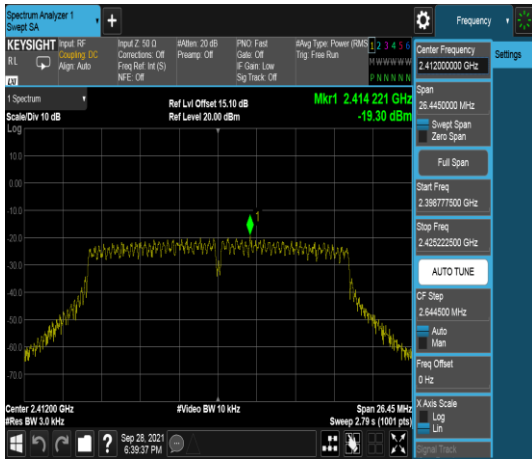 Spectrum Analyzer 1
Swept SA
Frequency
KEYSIGHT
RL
LXI
Input: RF
Coupling: DC
Align: Auto
Input Z: 50 Ω
Corrections: Off
Freq Ref: Int (S)
NFE: Off
#Atten: 20 dB
Preamp: Off
PNO: Fast
Gate: Off
IF Gain: Low
Sig Track: Off
#Avg Type: Power (RMS
Trig: Free Run
1 2 3 4 5 6
M W W W W W
P N N N N N
Center Frequency
2.412000000 GHz
Settings
Span
26.4450000 MHz
Swept Span
Zero Span
Full Span
Start Freq
2.398777500 GHz
Stop Freq
2.425222500 GHz
AUTO TUNE
CF Step
2.644500 MHz
Auto
Man
Freq Offset
0 Hz
X Axis Scale
Log
Lin
Signal Track
1 Spectrum
Scale/Div 10 dB
Ref Lvl Offset 15.10 dB
Ref Level 20.00 dBm
Mkr1 2.414 221 GHz
-19.30 dBm
Log
10.0
0.00
-10.0
-20.0
-30.0
-40.0
-50.0
-60.0
-70.0
1
Center 2.41200 GHz
#Res BW 3.0 kHz
#Video BW 10 kHz
Span 26.45 MHz
Sweep 2.79 s (1001 pts)
?
Sep 28, 2021
6:39:37 PM